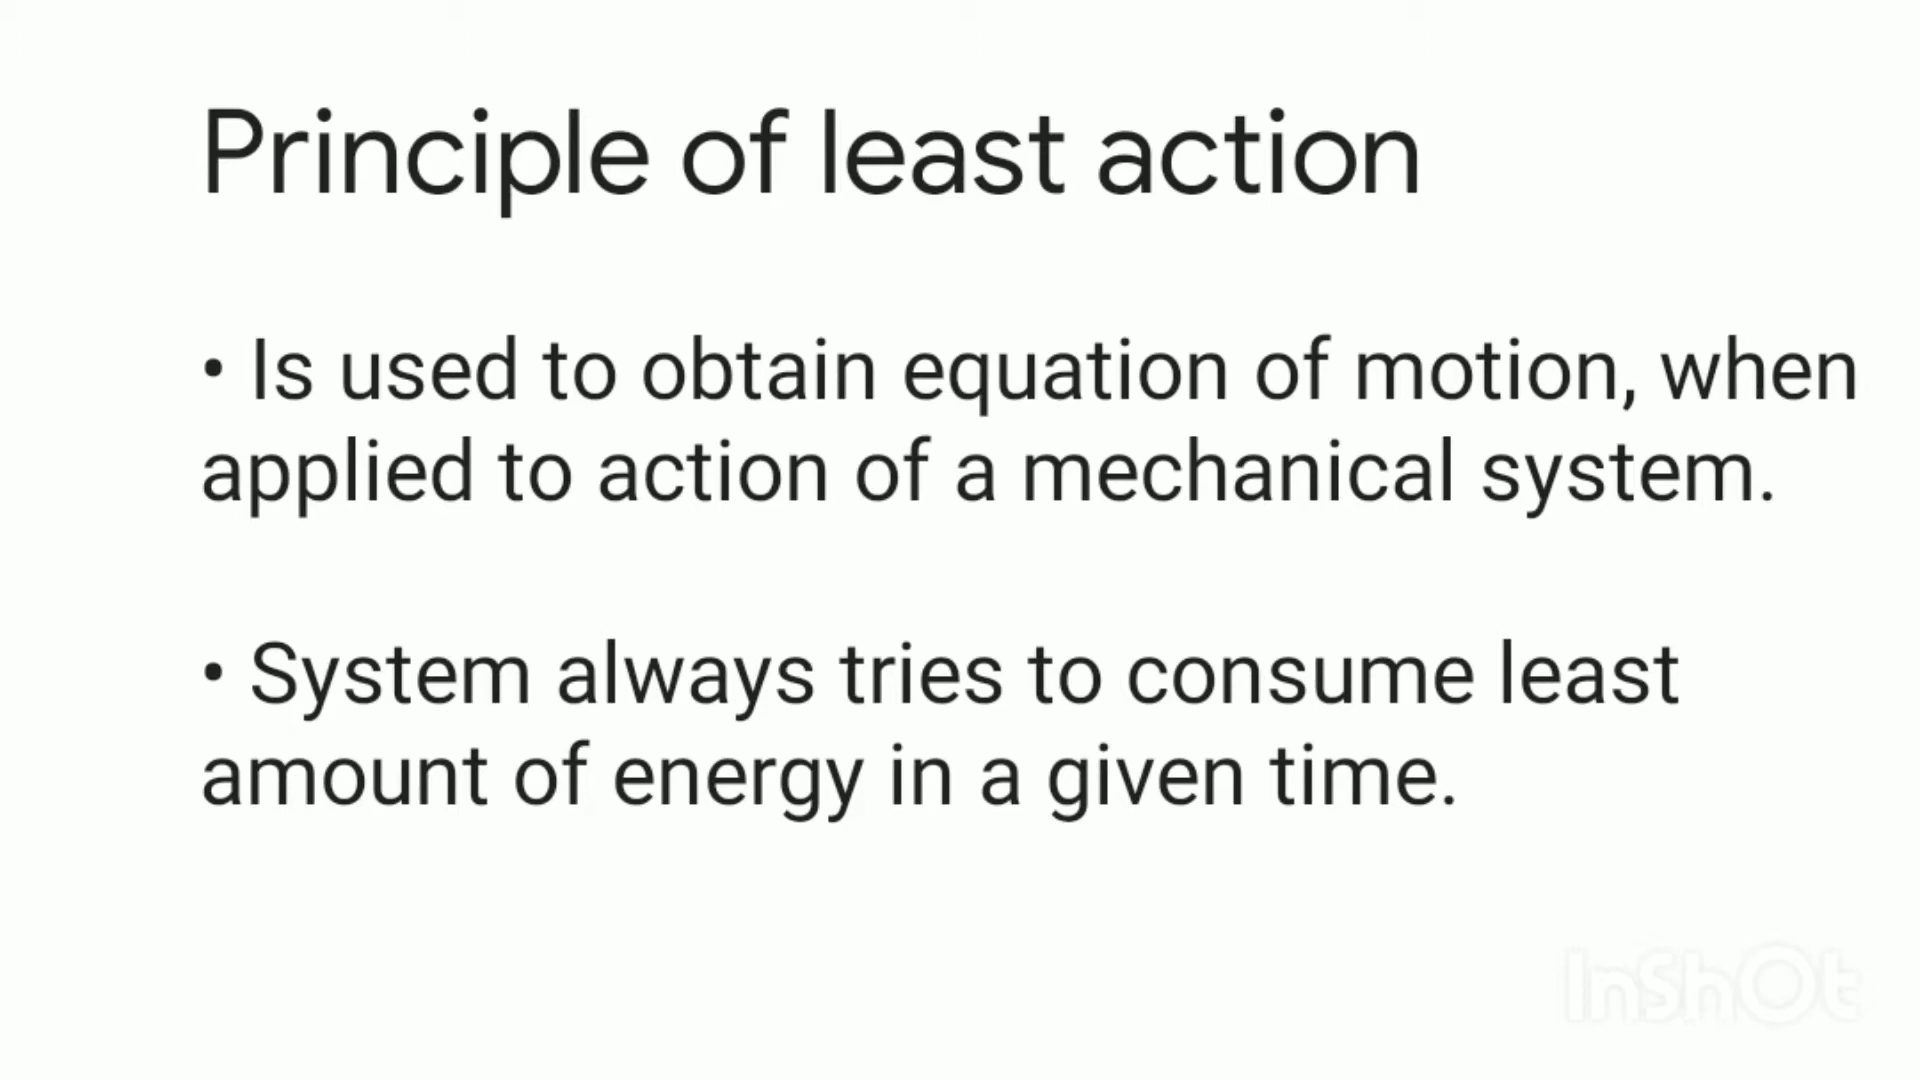 Principle of least action
• Is used to obtain equation of motion, when
applied to action of a mechanical system.
• System always tries to consume least
amount of energy in a given time.
InShOt